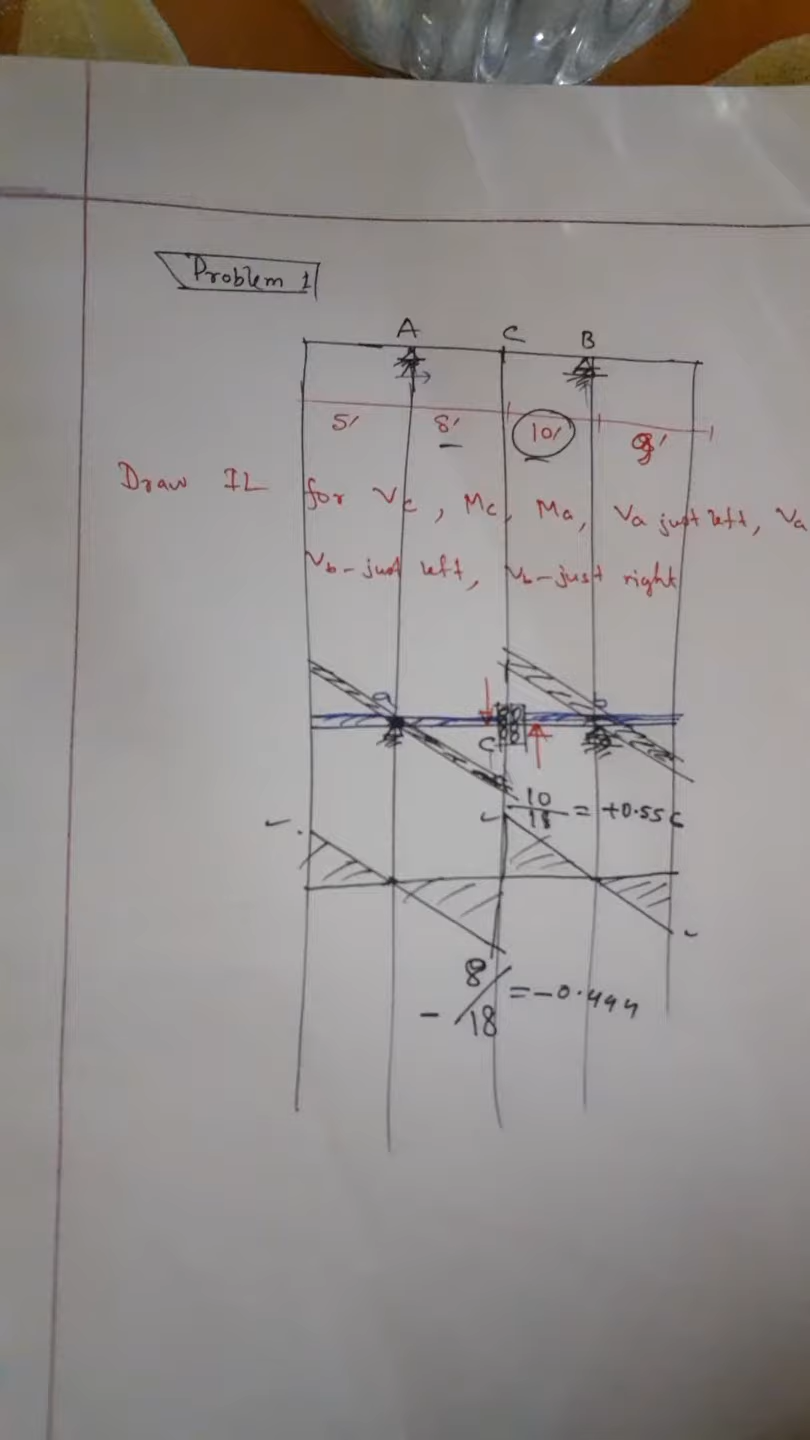 Problem 1
A C B
5' 8' 10'
Draw IL for Vc, Mc, Ma, Va just left, Va
Vb - just left, Vb - just right
a b
c
10/18 = +0.55
- 8/18 = -0.444